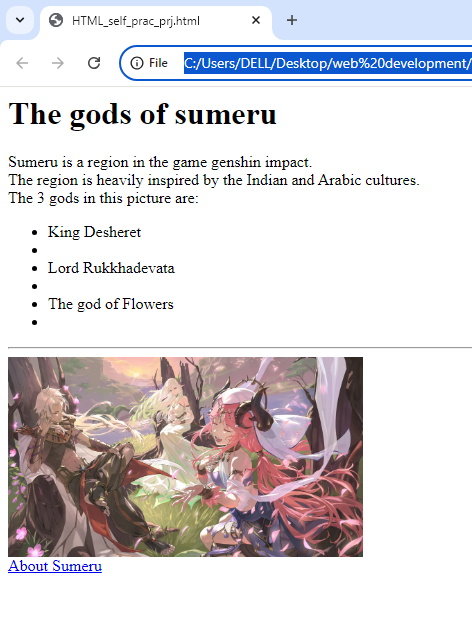 HTML_self_prac_prj.html
File
C:/Users/DELL/Desktop/web%20development/
The gods of sumeru
Sumeru is a region in the game genshin impact.
The region is heavily inspired by the Indian and Arabic cultures.
The 3 gods in this picture are:
King Desheret
Lord Rukkhadevata
The god of Flowers
About Sumeru